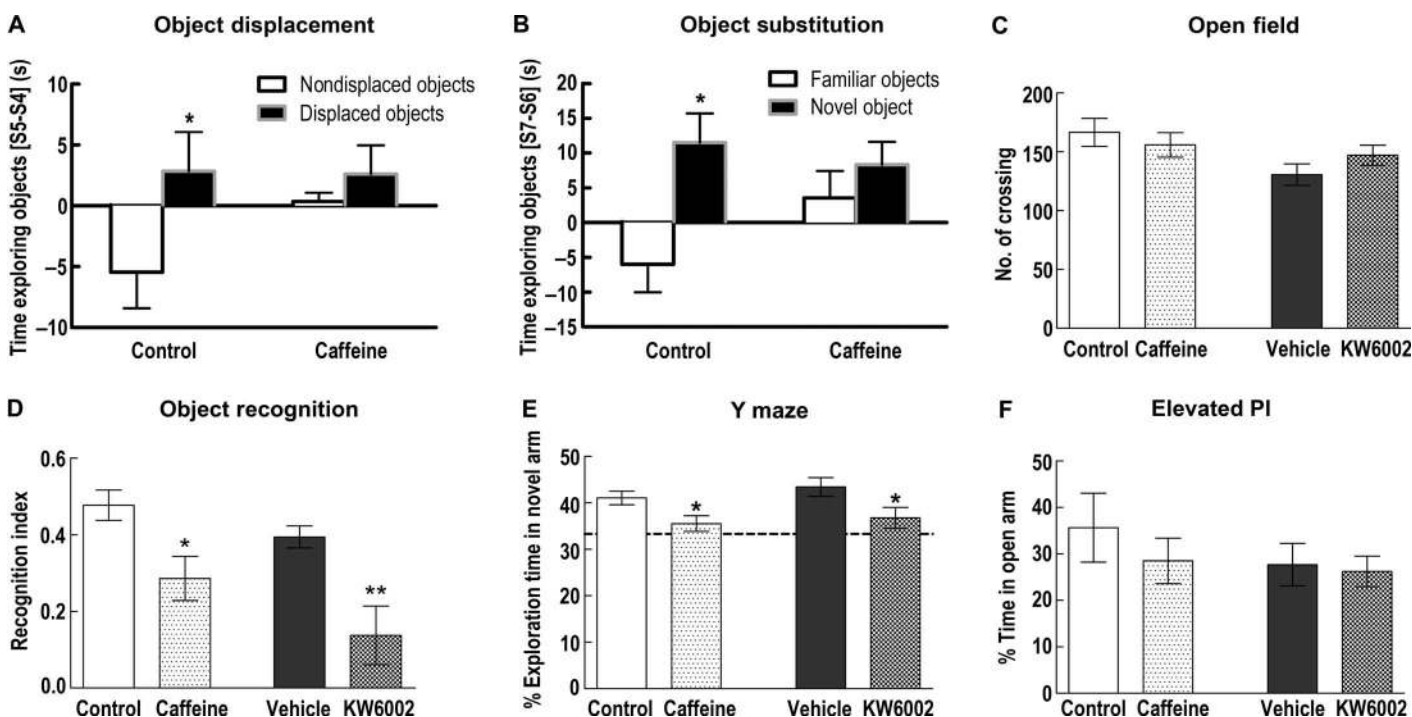 A Object displacement
Time exploring objects [S5-S4] (s)
10
5
0
–5
–10
Nondisplaced objects
Displaced objects
*
Control Caffeine
B Object substitution
Time exploring objects [S7-S6] (s)
20
15
10
5
0
–5
–10
–15
Familiar objects
Novel object
*
Control Caffeine
C Open field
No. of crossing
200
150
100
50
0
Control Caffeine Vehicle KW6002
D Object recognition
Recognition index
0.6
0.4
0.2
0.0
*
**
Control Caffeine Vehicle KW6002
E Y maze
% Exploration time in novel arm
50
40
30
20
10
0
*
*
Control Caffeine Vehicle KW6002
F Elevated PI
% Time in open arm
50
40
30
20
10
0
Control Caffeine Vehicle KW6002